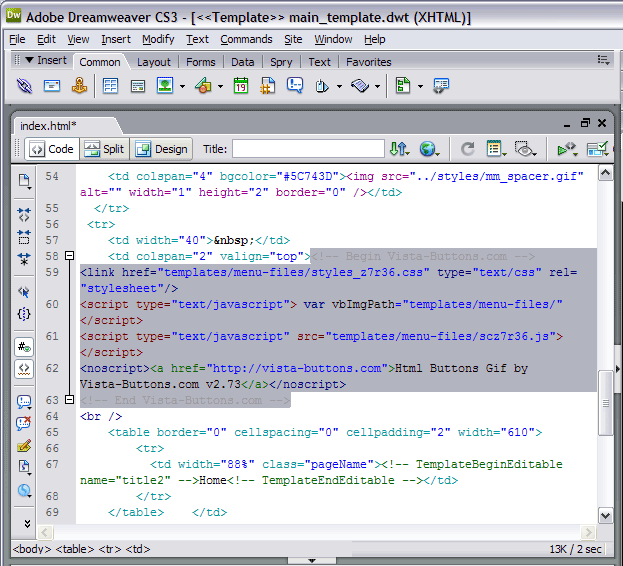 Adobe Dreamweaver CS3 - [<<Template>> main_template.dwt (XHTML)]
File Edit View Insert Modify Text Commands Site Window Help
Insert Common Layout Forms Data Spry Text Favorites
index.html*
Code Split Design Title:
54 <td colspan="4" bgcolor="#5C743D"><img src="../styles/mm_spacer.gif"
alt="" width="1" height="2" border="0" /></td>
55 </tr>
56 <tr>
57 <td width="40">&nbsp;</td>
58 <td colspan="2" valign="top"><!-- Begin Vista-Buttons.com -->
59 <link href="templates/menu-files/styles_z7r36.css" type="text/css" rel=
"stylesheet"/>
60 <script type="text/javascript"> var vbImgPath="templates/menu-files/"
</script>
61 <script type="text/javascript" src="templates/menu-files/scz7r36.js">
</script>
62 <noscript><a href="http://vista-buttons.com">Html Buttons Gif by
Vista-Buttons.com v2.73</a></noscript>
63 <!-- End Vista-Buttons.com -->
64 <br />
65 <table border="0" cellspacing="0" cellpadding="2" width="610">
66 <tr>
67 <td width="88%" class="pageName"><!-- TemplateBeginEditable
name="title2" -->Home<!-- TemplateEndEditable --></td>
68 </tr>
69 </table> </td>
<body> <table> <tr> <td> 13K / 2 sec